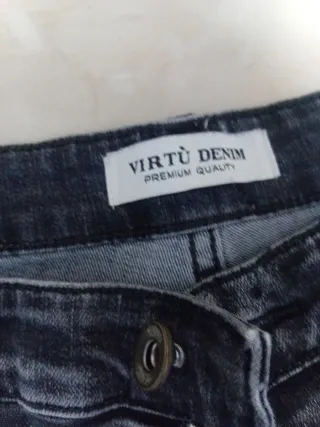 VIRTÙ DENIM
PREMIUM QUALITY